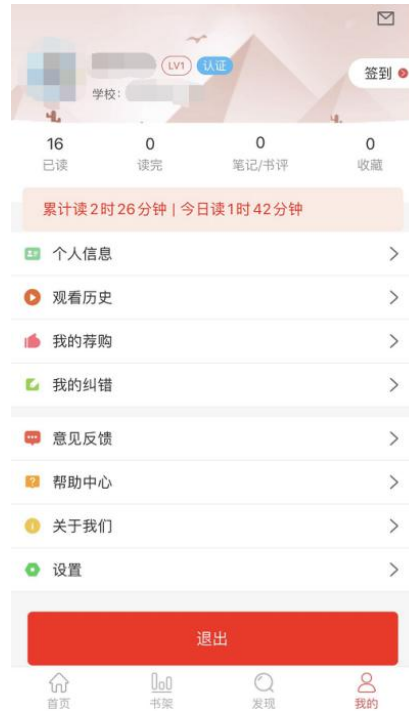 LV1 认证
签到
学校：
16 0 0 0
已读 读完 笔记/书评 收藏
累计读2时26分钟 | 今日读1时42分钟
个人信息
观看历史
我的荐购
我的纠错
意见反馈
帮助中心
关于我们
设置
退出
首页 书架 发现 我的